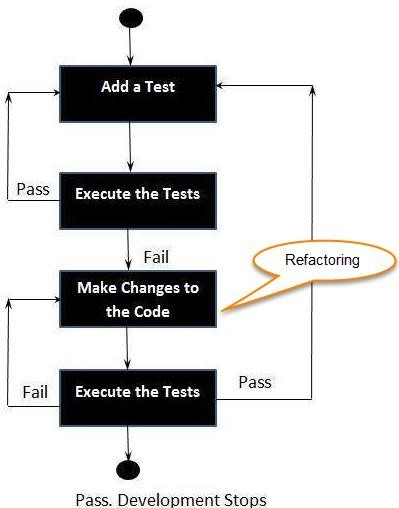 Add a Test
Pass
Execute the Tests
Fail
Refactoring
Make Changes to
the Code
Pass
Fail
Execute the Tests
Pass. Development Stops